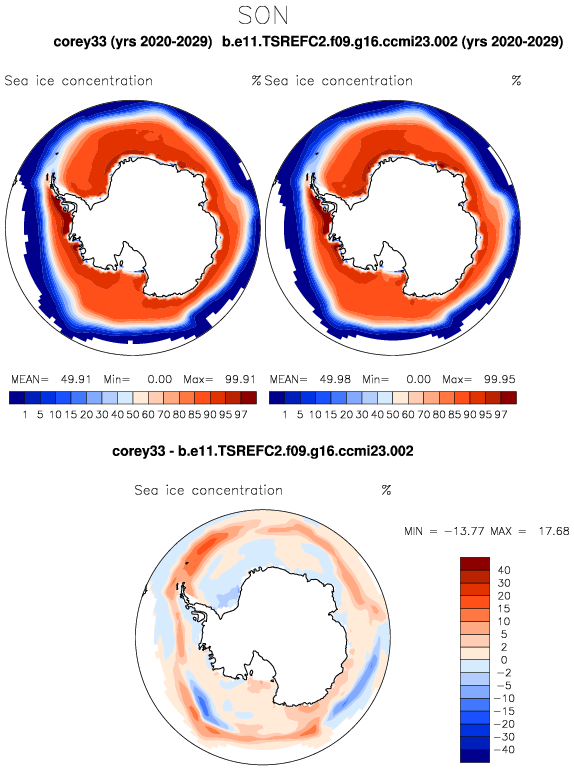 SON
corey33 (yrs 2020-2029) b.e11.TSREFC2.f09.g16.ccmi23.002 (yrs 2020-2029)
Sea ice concentration % Sea ice concentration %
MEAN= 49.91 Min= 0.00 Max= 99.91 MEAN= 49.98 Min= 0.00 Max= 99.95
1 5 10 15 20 30 40 50 60 70 80 85 90 95 97 1 5 10 15 20 30 40 50 60 70 80 85 90 95 97
corey33 - b.e11.TSREFC2.f09.g16.ccmi23.002
Sea ice concentration %
MIN = -13.77 MAX = 17.68
40
30
20
15
10
5
2
0
-2
-5
-10
-15
-20
-30
-40